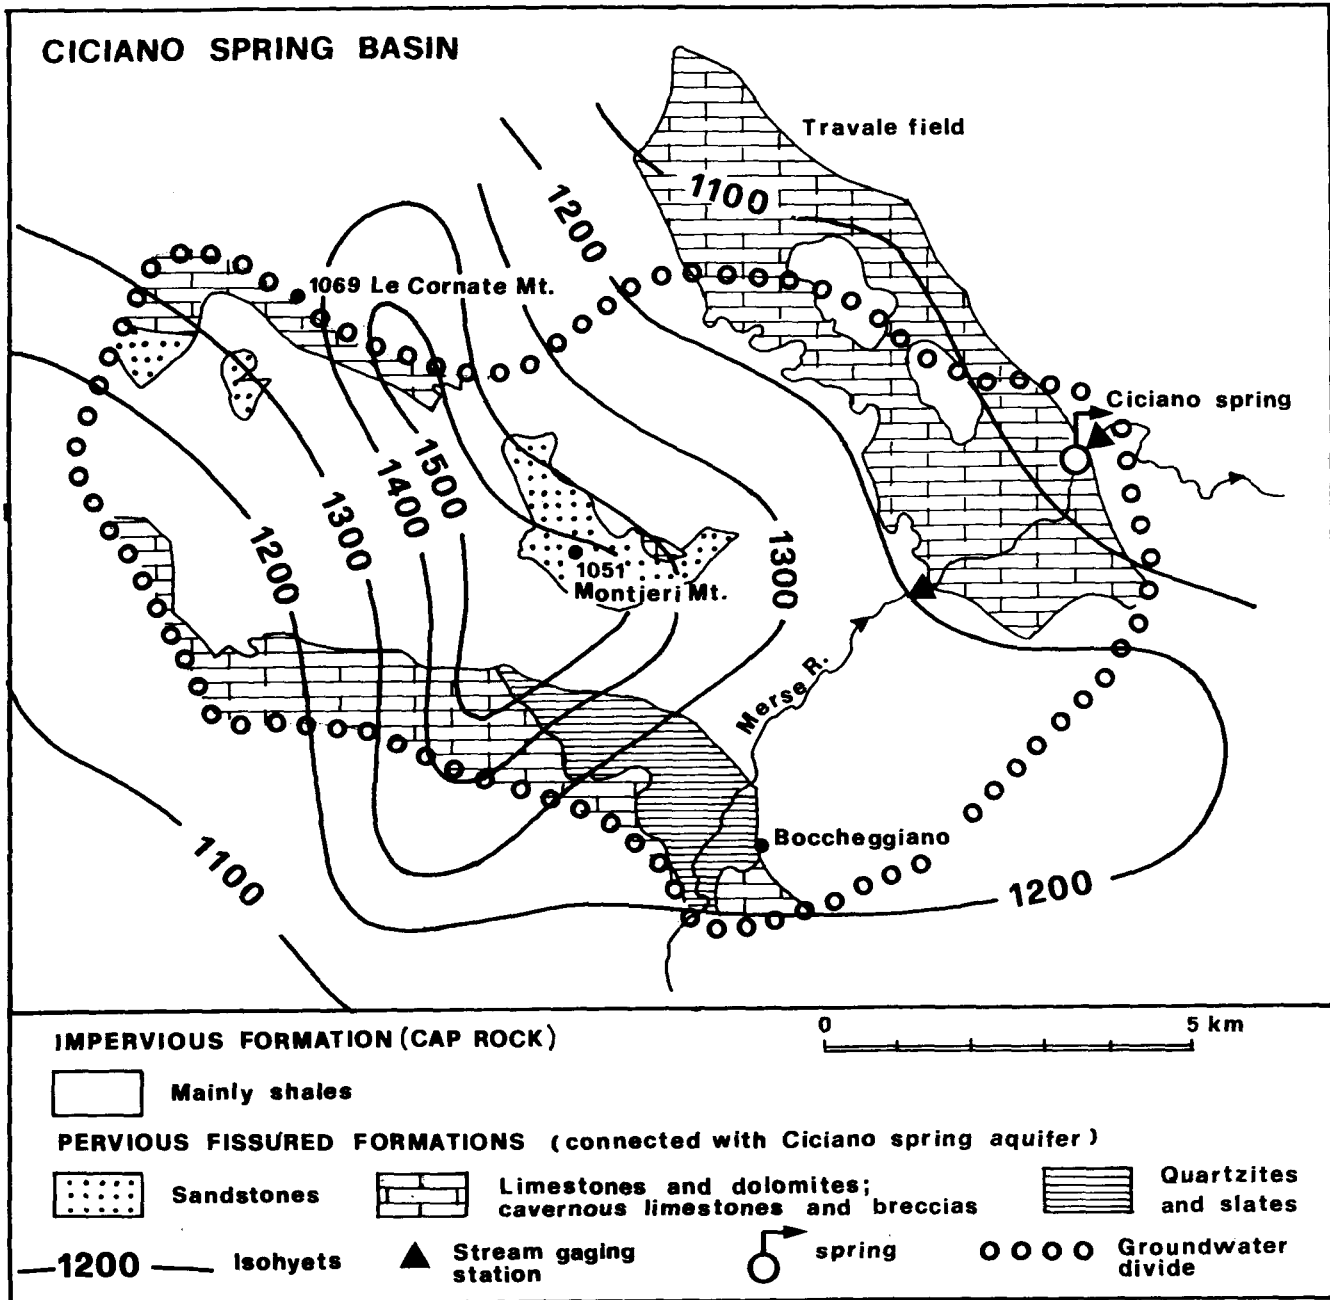 CICIANO SPRING BASIN
Travale field
1100
1200
1069 Le Cornate Mt.
Ciciano spring
1500
1400
1300
1200
1300
1051
Montieri Mt.
Merse R.
Boccheggiano
1100
1200
0 5 km
IMPERVIOUS FORMATION (CAP ROCK)
Mainly shales
PERVIOUS FISSURED FORMATIONS (connected with Ciciano spring aquifer)
Sandstones
Limestones and dolomites;
cavernous limestones and breccias
Quartzites
and slates
1200 Isohyets
Stream gaging
station
spring
Groundwater
divide